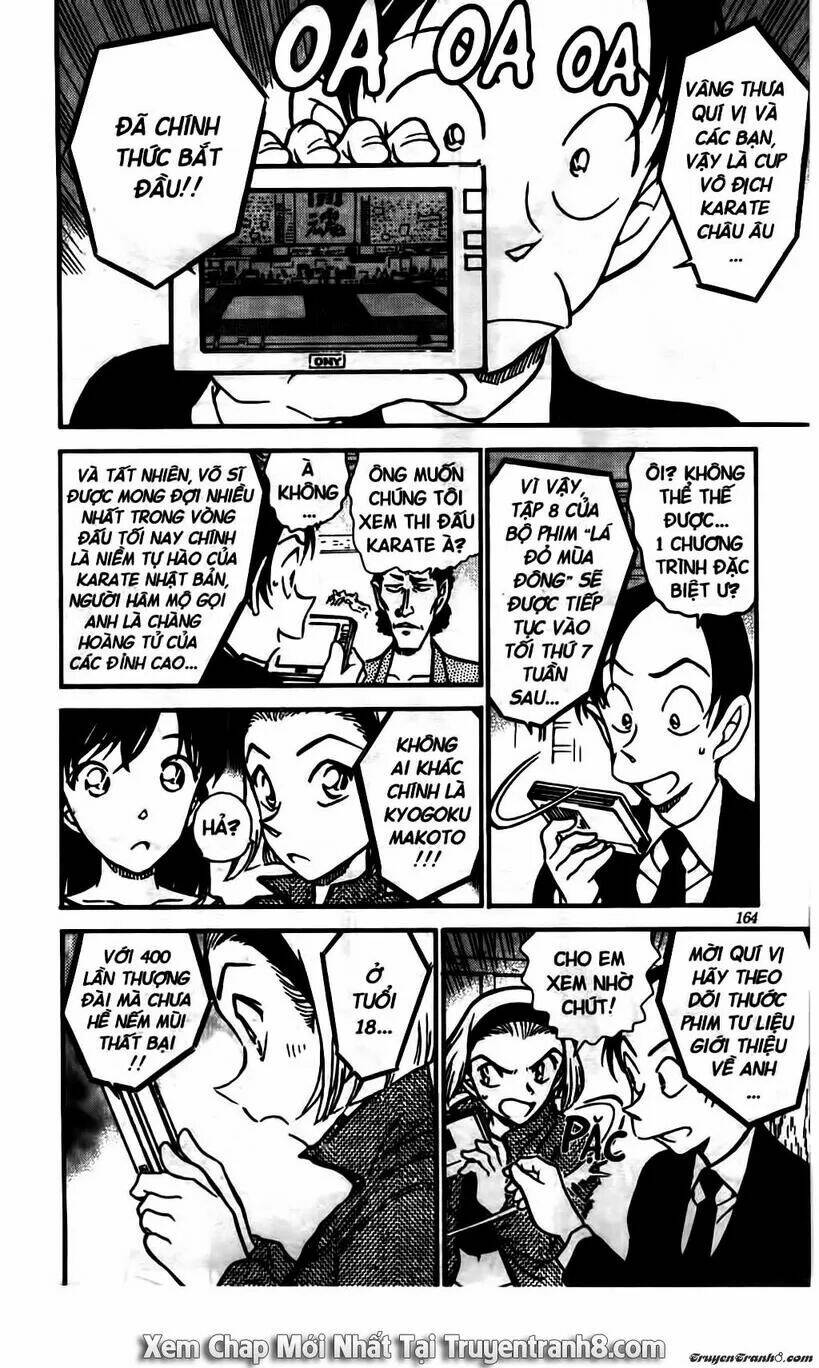 OA OA OA
VÂNG THƯA
QUÍ VỊ VÀ
CÁC BẠN,
VẬY LÀ CUP
VÔ ĐỊCH
KARATE
CHÂU ÂU
...
ĐÃ CHÍNH
THỨC BẮT
ĐẦU!!
ONY
ÔI? KHÔNG
THỂ THẾ
ĐƯỢC...
1 CHƯƠNG
TRÌNH ĐẶC
BIỆT Ư?
VÌ VẬY,
TẬP 8 CỦA
BỘ PHIM "LÁ
ĐỎ MÙA
ĐÔNG" SẼ
ĐƯỢC TIẾP
TỤC VÀO
TỐI THỨ 7
TUẦN
SAU...
ÔNG MUỐN
CHÚNG TÔI
XEM THI ĐẤU
KARATE À?
À
KHÔNG
...
VÀ TẤT NHIÊN, VÕ SĨ
ĐƯỢC MONG ĐỢI NHIỀU
NHẤT TRONG VÒNG
ĐẤU TỐI NAY CHÍNH
LÀ NIỀM TỰ HÀO CỦA
KARATE NHẬT BẢN,
NGƯỜI HÂM MỘ GỌI
ANH LÀ CHÀNG
HOÀNG TỬ CỦA
CÁC ĐỈNH CAO...
KHÔNG
AI KHÁC
CHÍNH LÀ
KYOGOKU
MAKOTO
!!!
HẢ?
164
MỜI QUÍ VỊ
HÃY THEO
DÕI THƯỚC
PHIM TƯ LIỆU
GIỚI THIỆU
VỀ ANH
...
CHO EM
XEM NHỜ
CHÚT!
PẶC
Ở
TUỔI
18...
VỚI 400
LẦN THƯỢNG
ĐÀI MÀ CHƯA
HỀ NẾM MÙI
THẤT BẠI
!!
Xem Chap Mới Nhất Tại Truyentranh8.com
TruyenTranh8.com